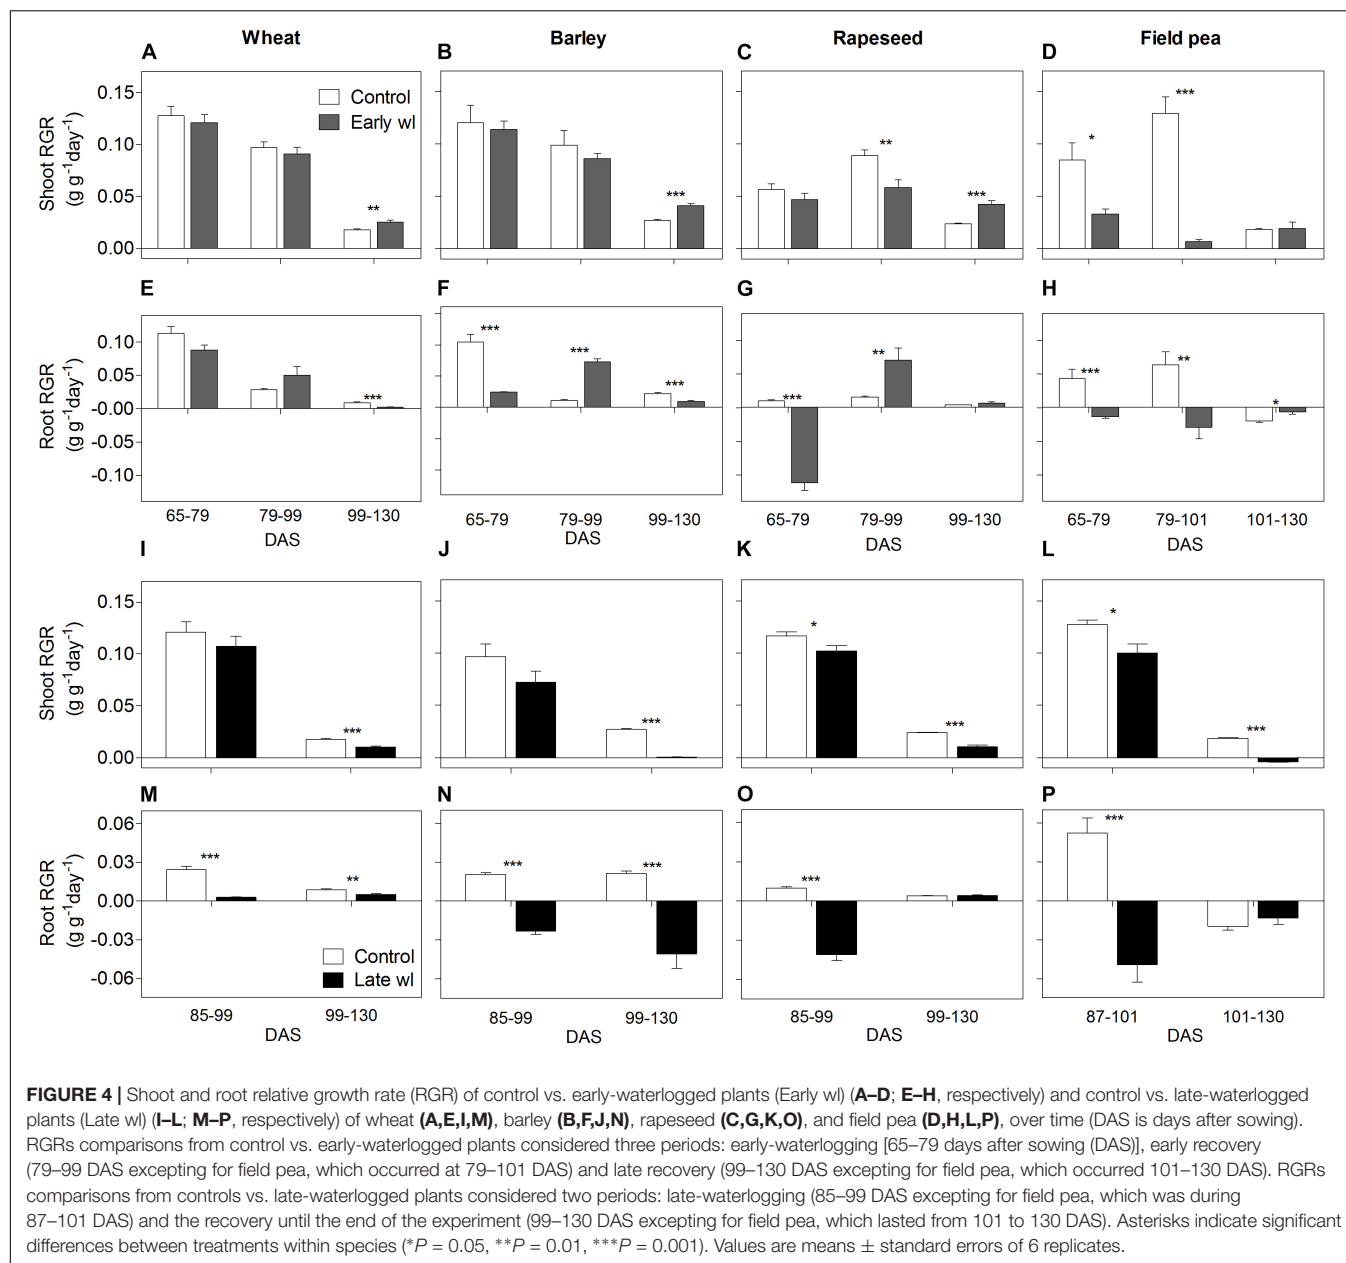 Wheat Barley Rapeseed Field pea
A B C D
Control
Early wl
Shoot RGR
(g g⁻¹day⁻¹)
0.15
0.10
0.05
0.00
** *** ** *** * ***
E F G H
Root RGR
(g g⁻¹day⁻¹)
0.10
0.05
-0.00
-0.05
-0.10
*** *** *** *** *** ** *** ** *
65-79 79-99 99-130 65-79 79-99 99-130 65-79 79-99 99-130 65-79 79-101 101-130
DAS DAS DAS DAS
I J K L
Shoot RGR
(g g⁻¹day⁻¹)
0.15
0.10
0.05
0.00
*** *** * *** * ***
M N O P
Root RGR
(g g⁻¹day⁻¹)
0.06
0.03
0.00
-0.03
-0.06
*** ** *** *** *** ***
Control
Late wl
85-99 99-130 85-99 99-130 85-99 99-130 87-101 101-130
DAS DAS DAS DAS
FIGURE 4 | Shoot and root relative growth rate (RGR) of control vs. early-waterlogged plants (Early wl) (A–D; E–H, respectively) and control vs. late-waterlogged
plants (Late wl) (I–L; M–P, respectively) of wheat (A,E,I,M), barley (B,F,J,N), rapeseed (C,G,K,O), and field pea (D,H,L,P), over time (DAS is days after sowing).
RGRs comparisons from control vs. early-waterlogged plants considered three periods: early-waterlogging [65–79 days after sowing (DAS)], early recovery
(79–99 DAS excepting for field pea, which occurred at 79–101 DAS) and late recovery (99–130 DAS excepting for field pea, which occurred 101–130 DAS). RGRs
comparisons from controls vs. late-waterlogged plants considered two periods: late-waterlogging (85–99 DAS excepting for field pea, which was during
87–101 DAS) and the recovery until the end of the experiment (99–130 DAS excepting for field pea, which lasted from 101 to 130 DAS). Asterisks indicate significant
differences between treatments within species (*P = 0.05, **P = 0.01, ***P = 0.001). Values are means ± standard errors of 6 replicates.